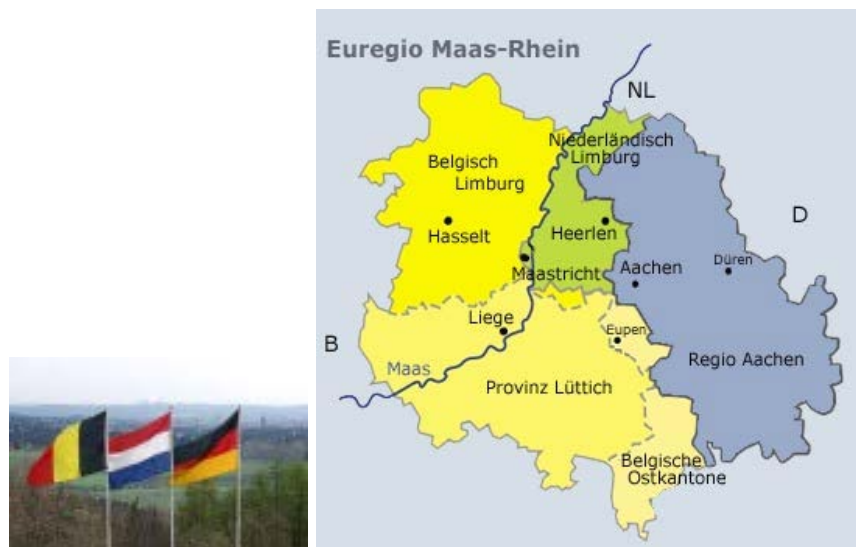 Euregio Maas-Rhein
NL
Niederländisch
Limburg
Belgisch
Limburg
D
Hasselt
Heerlen
Maastricht
Aachen
Düren
Liege
Eupen
B
Maas
Regio Aachen
Provinz Lüttich
Belgische
Ostkantone